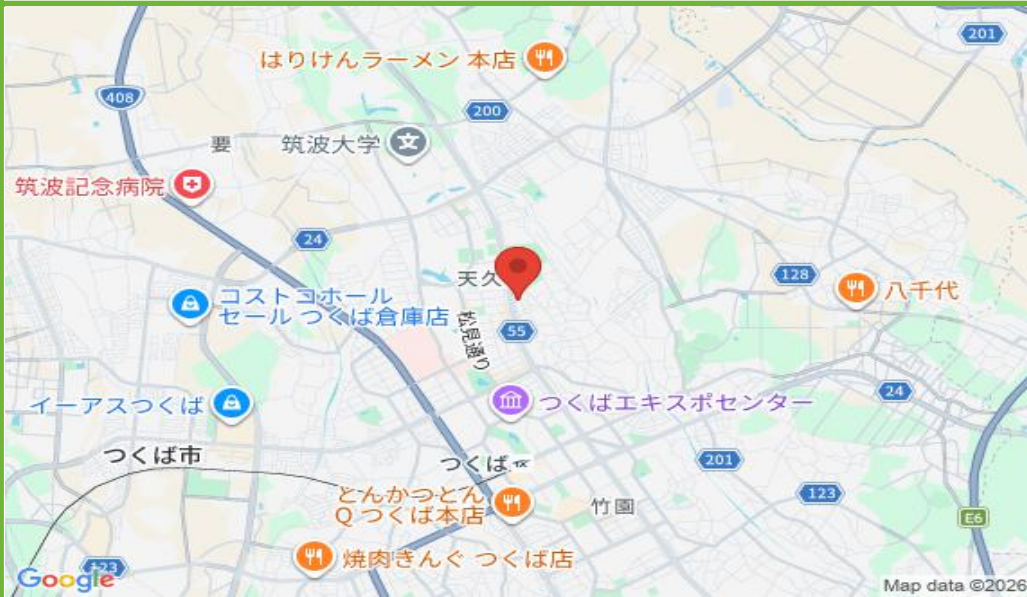 201
はりけんラーメン 本店
408
200
要
筑波大学
筑波記念病院
24
天久
128
八千代
コストコホール
セール つくば倉庫店
松見通り
55
24
イーアスつくば
つくばエキスポセンター
つくば市
つくば
201
とんかつとん
Q つくば本店
123
竹園
E6
焼肉きんぐ つくば店
123
Google
Map data ©2026